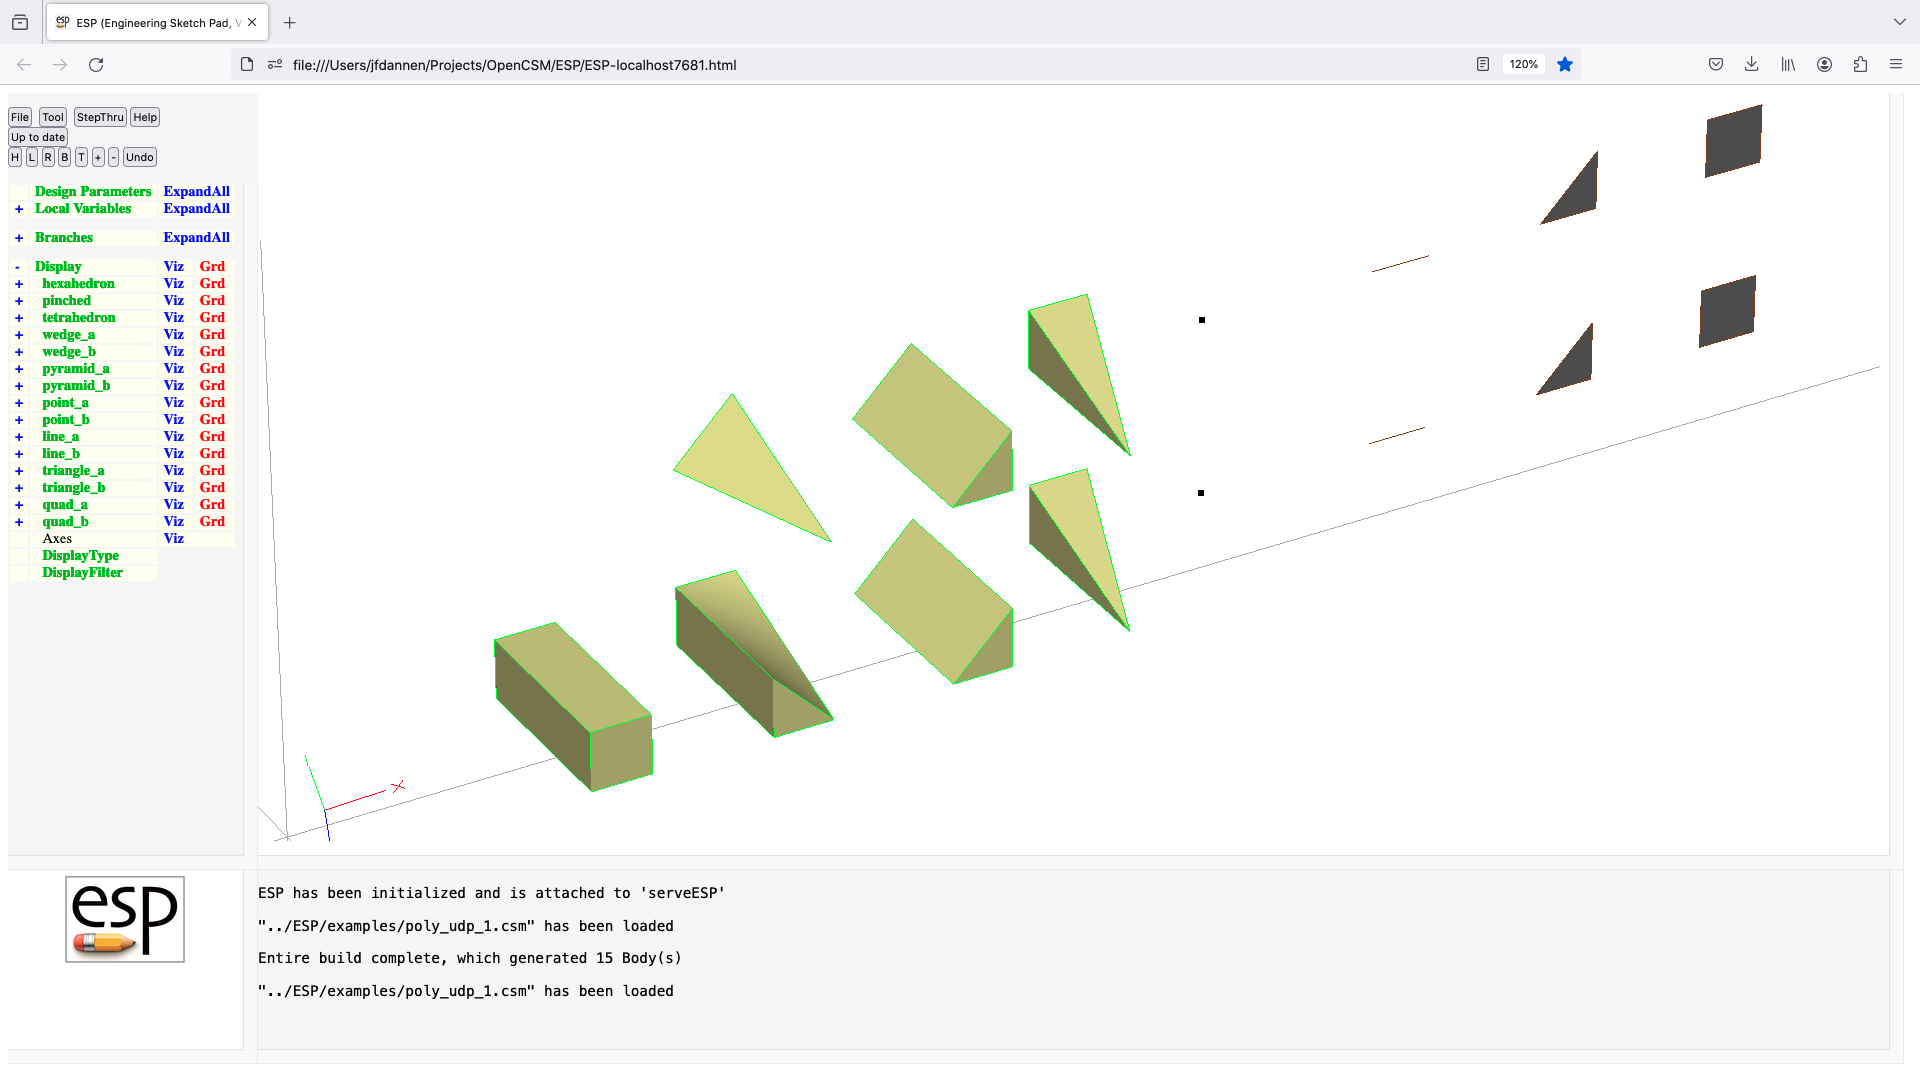 esp ESP (Engineering Sketch Pad, V
file:///Users/jfdannen/Projects/OpenCSM/ESP/ESP-localhost7681.html 120%
File Tool StepThru Help
Up to date
H L R B T + - Undo
Design Parameters ExpandAll
+ Local Variables ExpandAll
+ Branches ExpandAll
- Display Viz Grd
+ hexahedron Viz Grd
+ pinched Viz Grd
+ tetrahedron Viz Grd
+ wedge_a Viz Grd
+ wedge_b Viz Grd
+ pyramid_a Viz Grd
+ pyramid_b Viz Grd
+ point_a Viz Grd
+ point_b Viz Grd
+ line_a Viz Grd
+ line_b Viz Grd
+ triangle_a Viz Grd
+ triangle_b Viz Grd
+ quad_a Viz Grd
+ quad_b Viz Grd
Axes Viz
DisplayType
DisplayFilter
X
esp
ESP has been initialized and is attached to 'serveESP'
"../ESP/examples/poly_udp_1.csm" has been loaded
Entire build complete, which generated 15 Body(s)
"../ESP/examples/poly_udp_1.csm" has been loaded